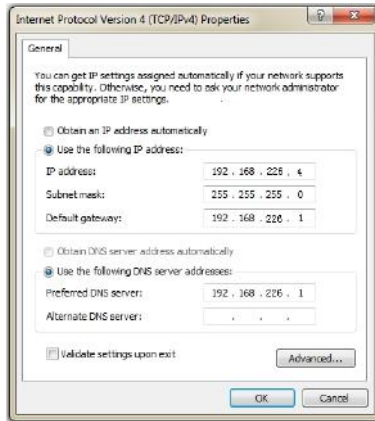 Internet Protocol Version 4 (TCP/IPv4) Properties
General
You can get IP settings assigned automatically if your network supports
this capability. Otherwise, you need to ask your network administrator
for the appropriate IP settings.
Obtain an IP address automatically
Use the following IP address:
IP address: 192 . 168 . 226 . 4
Subnet mask: 255 . 255 . 255 . 0
Default gateway: 192 . 168 . 226 . 1
Obtain DNS server address automatically
Use the following DNS server addresses:
Preferred DNS server: 192 . 168 . 226 . 1
Alternate DNS server: . . .
Validate settings upon exit
Advanced...
OK Cancel